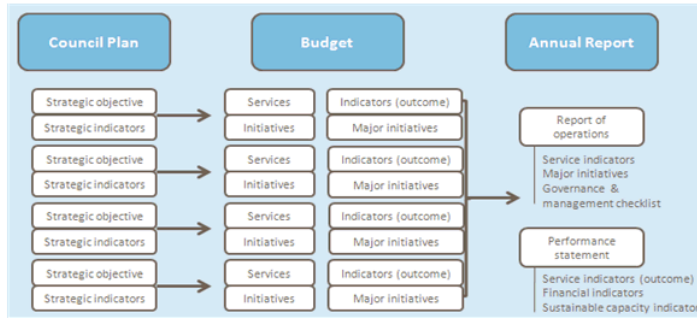 Council Plan
Budget
Annual Report
Strategic objective
Strategic indicators
Services
Initiatives
Indicators (outcome)
Major initiatives
Strategic objective
Strategic indicators
Services
Initiatives
Indicators (outcome)
Major initiatives
Strategic objective
Strategic indicators
Services
Initiatives
Indicators (outcome)
Major initiatives
Strategic objective
Strategic indicators
Services
Initiatives
Indicators (outcome)
Major initiatives
Report of
operations
Service indicators
Major initiatives
Governance &
management checklist
Performance
statement
Service indicators (outcome)
Financial indicators
Sustainable capacity indicator